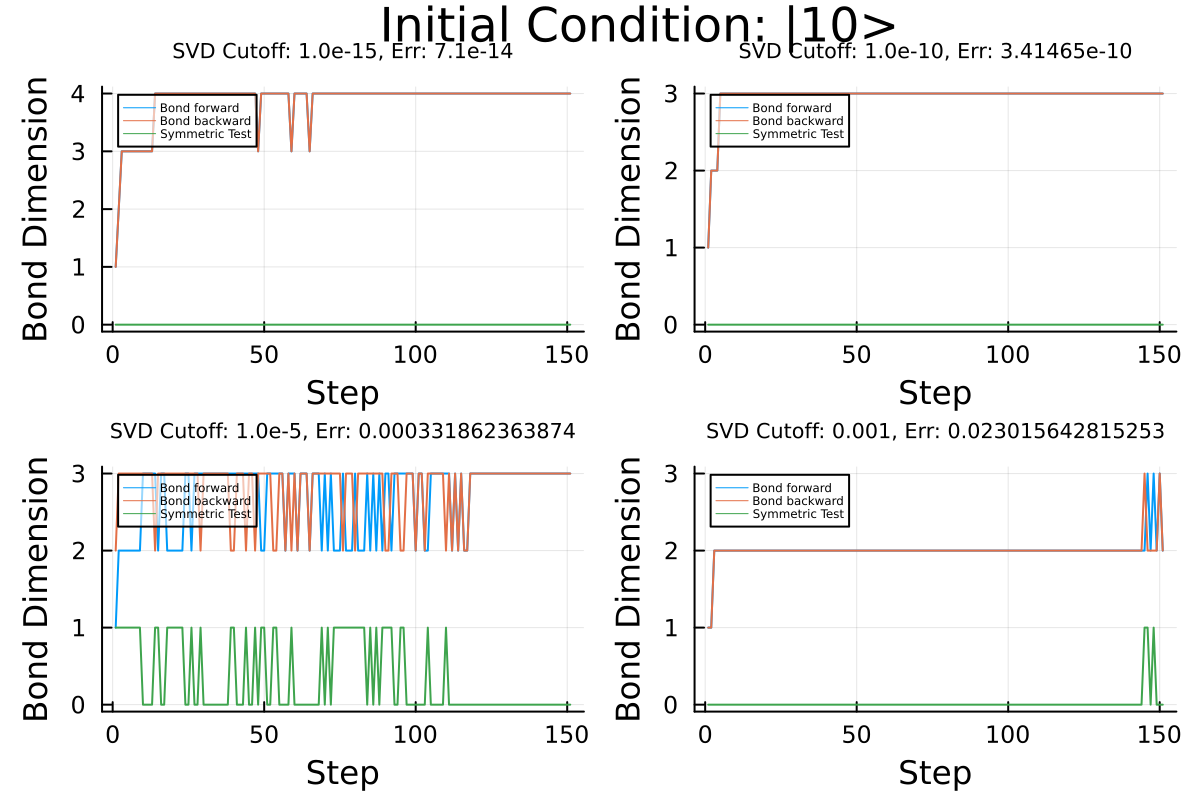 Initial Condition: |10>
SVD Cutoff: 1.0e-15, Err: 7.1e-14
Bond Dimension
4
3
2
1
0
Bond forward
Bond backward
Symmetric Test
0 50 100 150
Step
SVD Cutoff: 1.0e-10, Err: 3.41465e-10
Bond Dimension
3
2
1
0
Bond forward
Bond backward
Symmetric Test
0 50 100 150
Step
SVD Cutoff: 1.0e-5, Err: 0.000331862363874
Bond Dimension
3
2
1
0
Bond forward
Bond backward
Symmetric Test
0 50 100 150
Step
SVD Cutoff: 0.001, Err: 0.023015642815253
Bond Dimension
3
2
1
0
Bond forward
Bond backward
Symmetric Test
0 50 100 150
Step